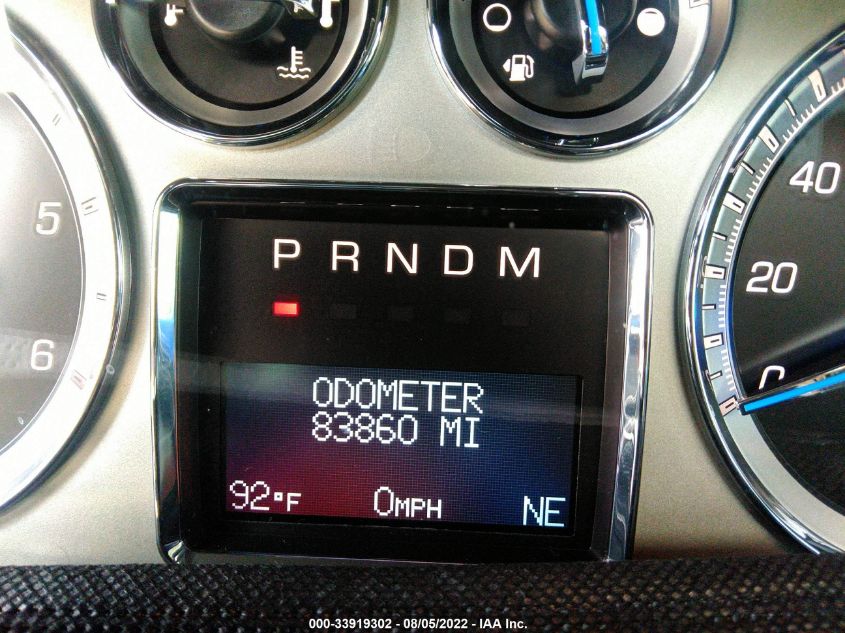 5
6
40
20
0
P R N D M
ODOMETER
83860 MI
92°F 0MPH NE
000-33919302 - 08/05/2022 - IAA Inc.